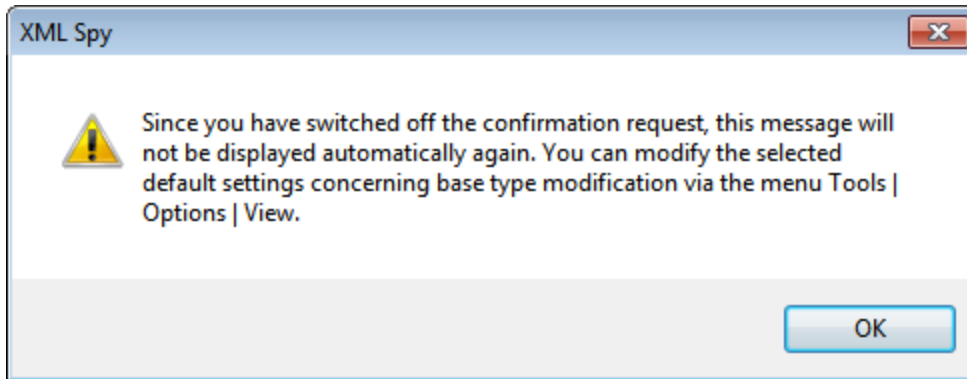 XML Spy
Since you have switched off the confirmation request, this message will
not be displayed automatically again. You can modify the selected
default settings concerning base type modification via the menu Tools |
Options | View.
OK